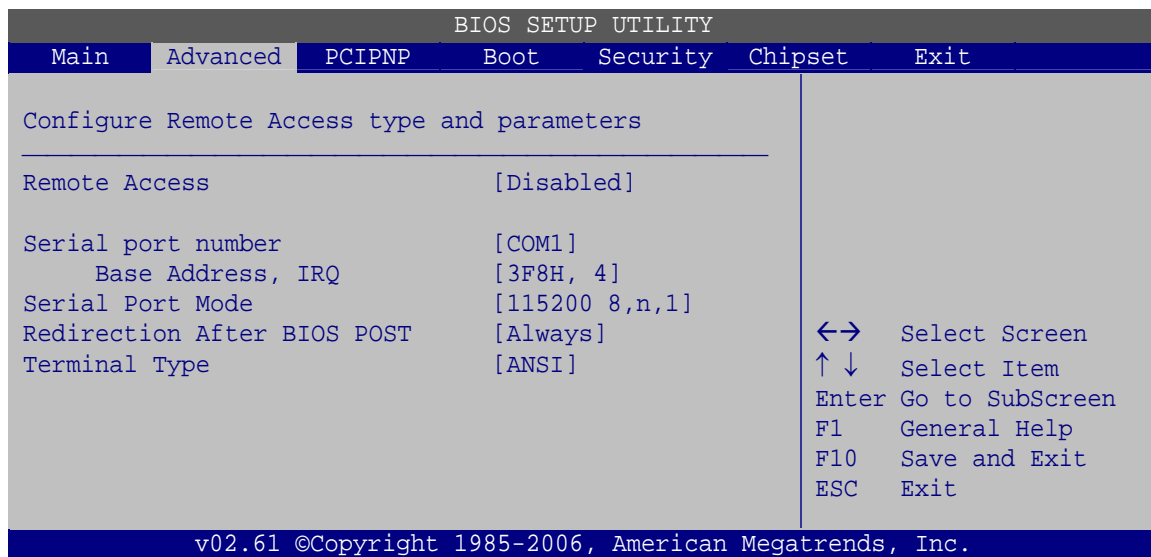 BIOS SETUP UTILITY
Main Advanced PCIPNP Boot Security Chipset Exit
Configure Remote Access type and parameters
Remote Access [Disabled]
Serial port number [COM1]
Base Address, IRQ [3F8H, 4]
Serial Port Mode [115200 8,n,1]
Redirection After BIOS POST [Always]
Terminal Type [ANSI]
←→ Select Screen
↑ ↓ Select Item
Enter Go to SubScreen
F1 General Help
F10 Save and Exit
ESC Exit
v02.61 ©Copyright 1985-2006, American Megatrends, Inc.